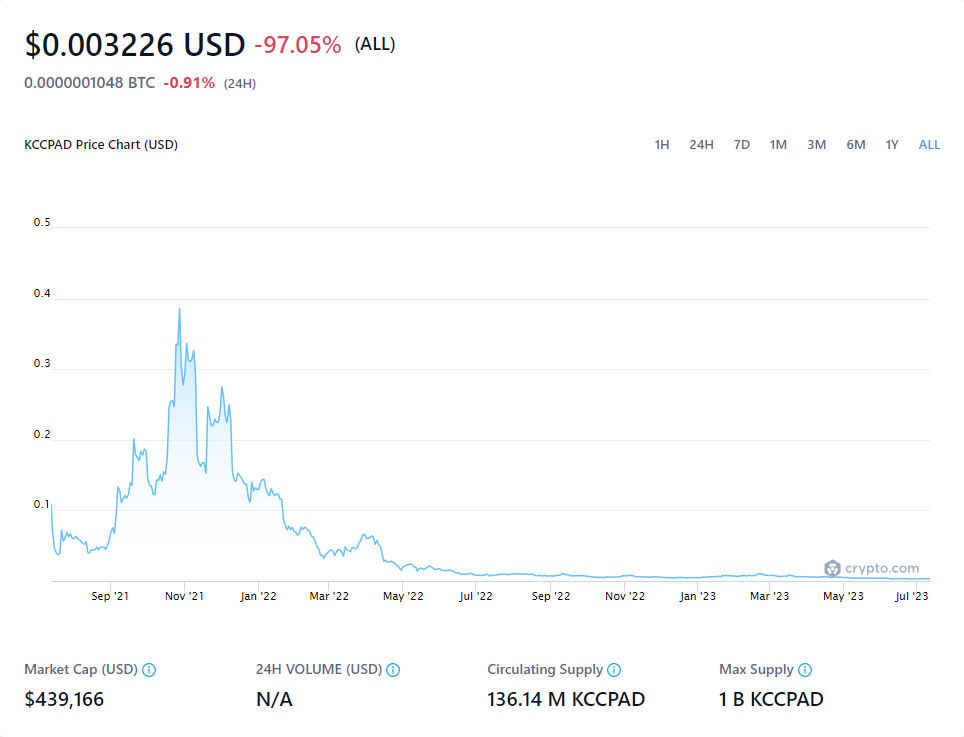 $0.003226 USD -97.05% (ALL)
0.0000001048 BTC -0.91% (24H)
KCCPAD Price Chart (USD) 1H 24H 7D 1M 3M 6M 1Y ALL
0.5
0.4
0.3
0.2
0.1
crypto.com
Sep '21 Nov '21 Jan '22 Mar '22 May '22 Jul '22 Sep '22 Nov '22 Jan '23 Mar '23 May '23 Jul '23
Market Cap (USD) 24H VOLUME (USD) Circulating Supply Max Supply
$439,166 N/A 136.14 M KCCPAD 1 B KCCPAD